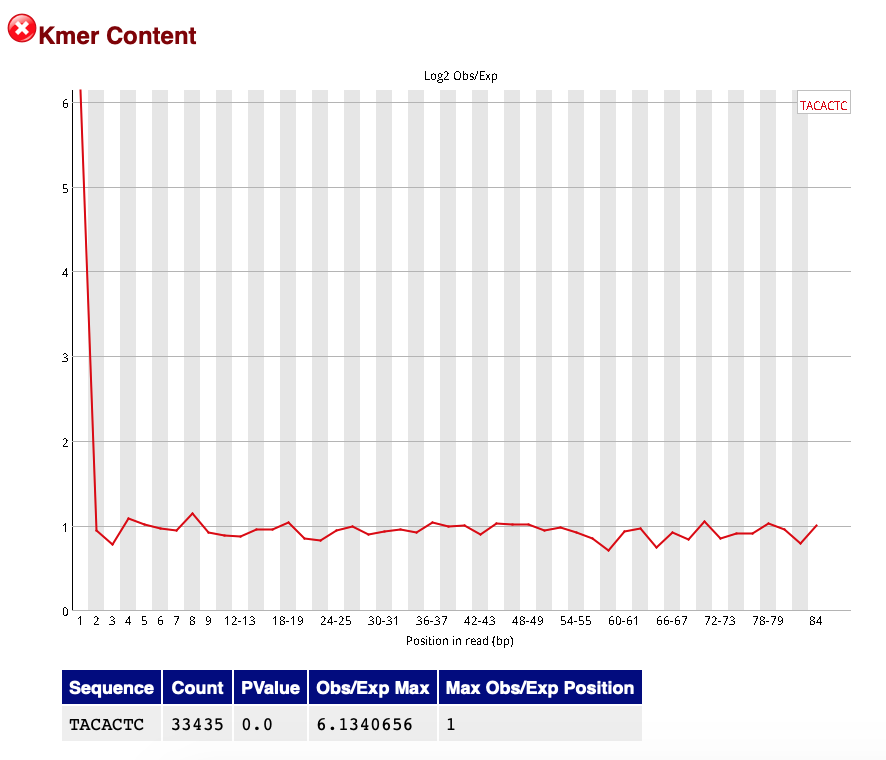 Kmer Content
Log2 Obs/Exp
TACACTC
6
5
4
3
2
1
0
1 2 3 4 5 6 7 8 9 12-13 18-19 24-25 30-31 36-37 42-43 48-49 54-55 60-61 66-67 72-73 78-79 84
Position in read (bp)
Sequence Count PValue Obs/Exp Max Max Obs/Exp Position
TACACTC 33435 0.0 6.1340656 1